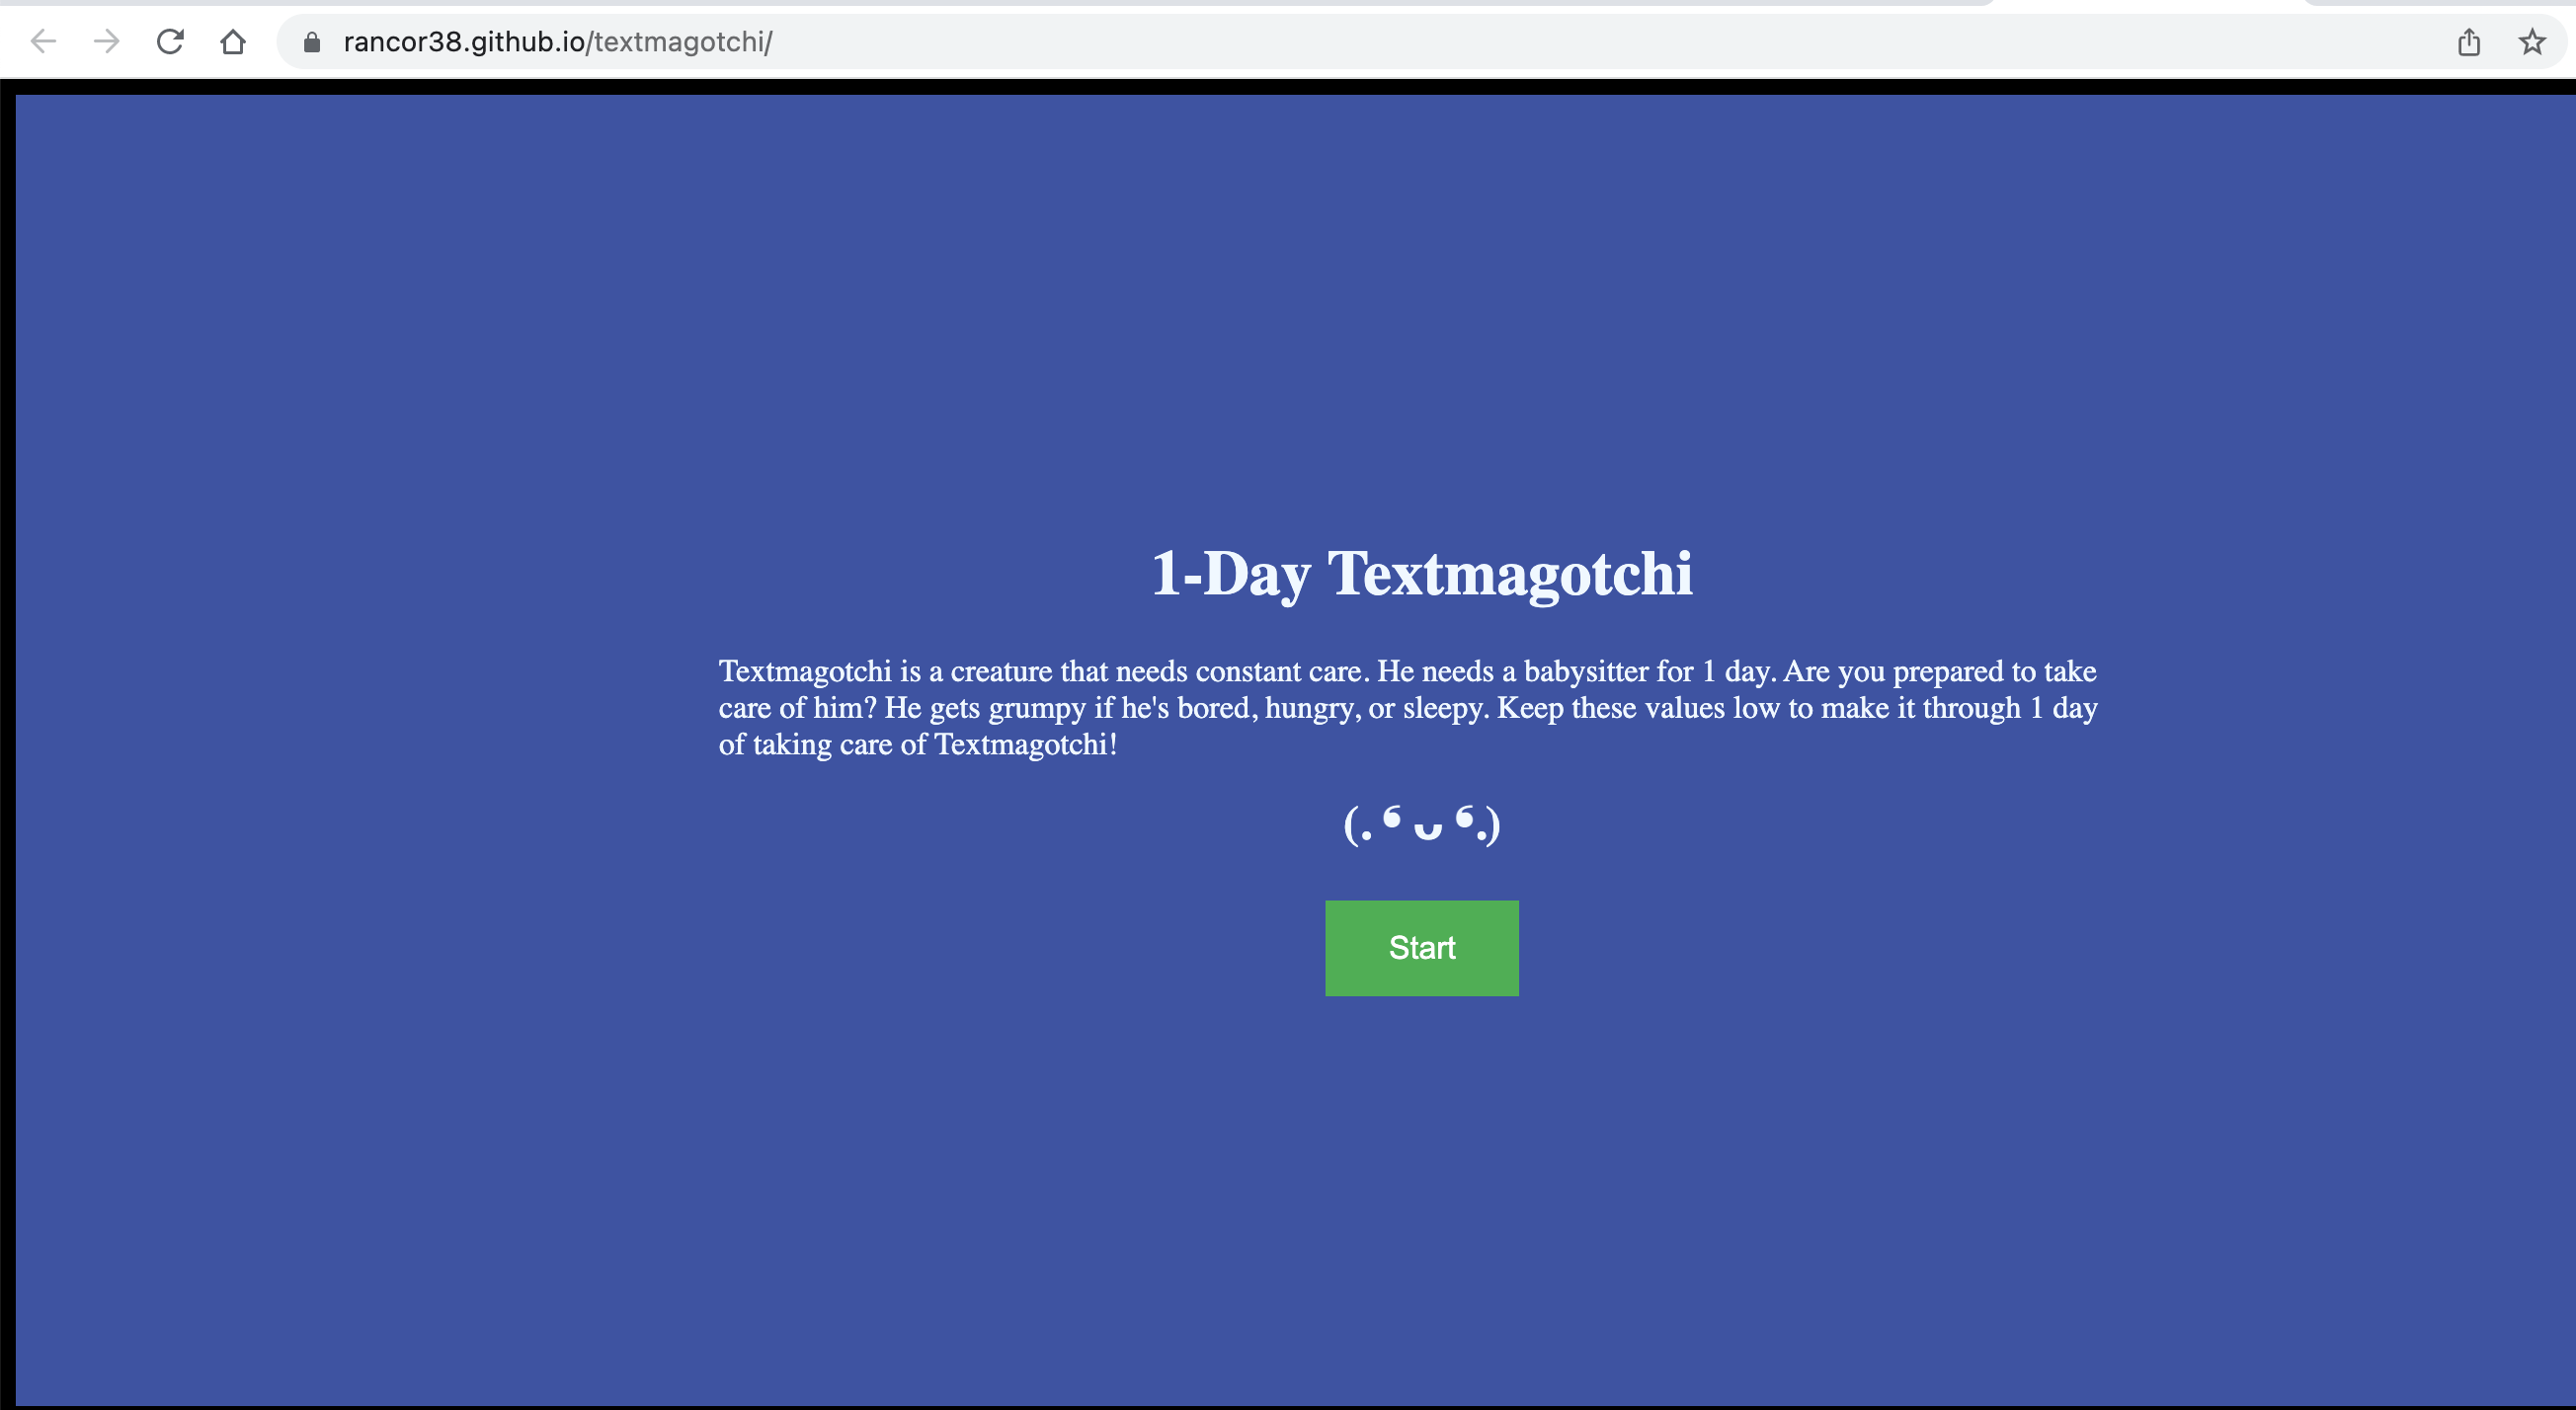 rancor38.github.io/textmagotchi/
1-Day Textmagotchi
Textmagotchi is a creature that needs constant care. He needs a babysitter for 1 day. Are you prepared to take
care of him? He gets grumpy if he's bored, hungry, or sleepy. Keep these values low to make it through 1 day
of taking care of Textmagotchi!
(. ❛ ᴗ ❛.)
Start